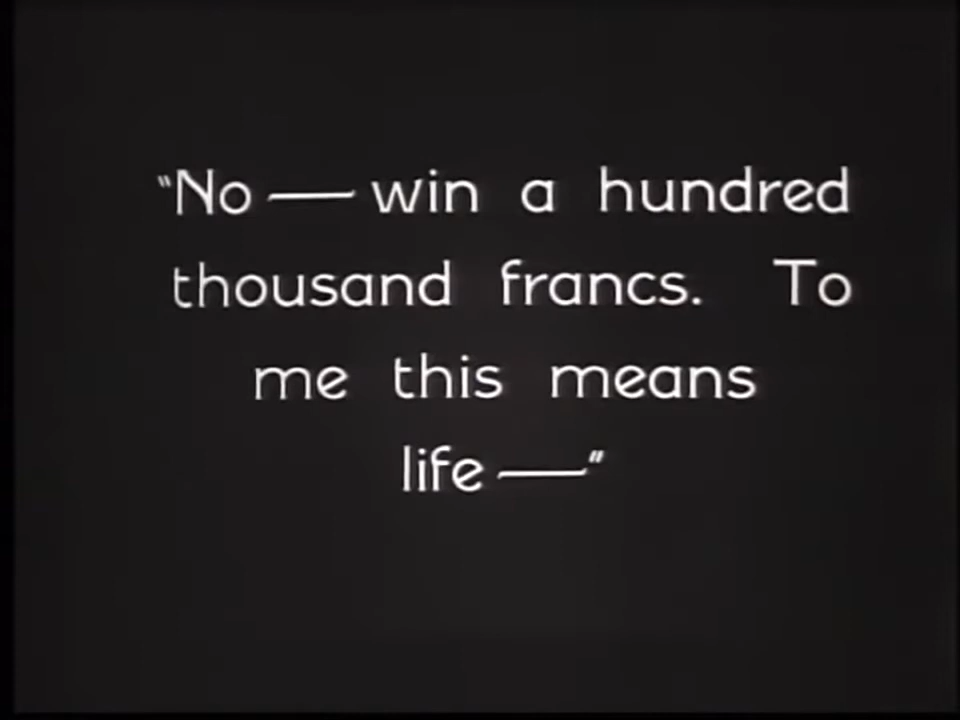 "No — win a hundred
thousand francs. To
me this means
life —"